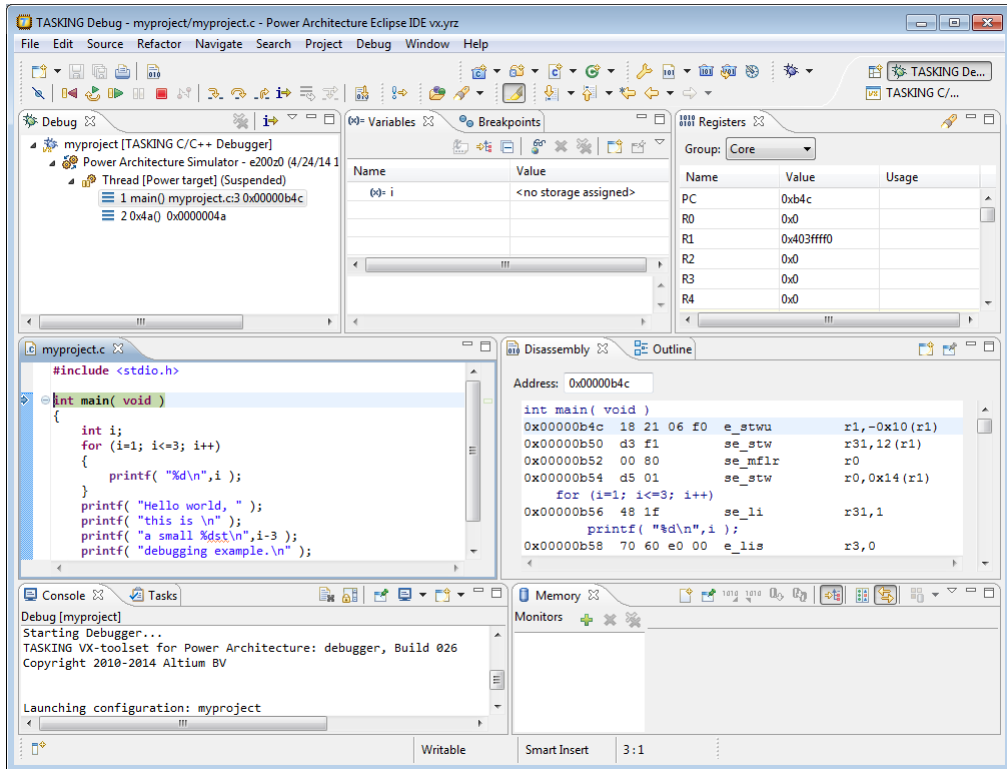 TASKING Debug - myproject/myproject.c - Power Architecture Eclipse IDE vx.yrz
File Edit Source Refactor Navigate Search Project Debug Window Help
TASKING De...
TASKING C/...
Debug
myproject [TASKING C/C++ Debugger]
Power Architecture Simulator - e200z0 (4/24/14 1
Thread [Power target] (Suspended)
1 main() myproject.c:3 0x00000b4c
2 0x4a() 0x0000004a
(x)= Variables Breakpoints
Name Value
(x)= i <no storage assigned>
Registers
Group: Core
Name Value Usage
PC 0xb4c
R0 0x0
R1 0x403ffff0
R2 0x0
R3 0x0
R4 0x0
myproject.c
#include <stdio.h>
int main( void )
{
int i;
for (i=1; i<=3; i++)
{
printf( "%d\n",i );
}
printf( "Hello world, " );
printf( "this is \n" );
printf( "a small %dst\n",i-3 );
printf( "debugging example.\n" );
Disassembly Outline
Address: 0x00000b4c
int main( void )
0x00000b4c 18 21 06 f0 e_stwu r1,-0x10(r1)
0x00000b50 d3 f1 se_stw r31,12(r1)
0x00000b52 00 80 se_mflr r0
0x00000b54 d5 01 se_stw r0,0x14(r1)
for (i=1; i<=3; i++)
0x00000b56 48 1f se_li r31,1
printf( "%d\n",i );
0x00000b58 70 60 e0 00 e_lis r3,0
Console Tasks
Debug [myproject]
Starting Debugger...
TASKING VX-toolset for Power Architecture: debugger, Build 026
Copyright 2010-2014 Altium BV
Launching configuration: myproject
Memory
Monitors
Writable Smart Insert 3 : 1